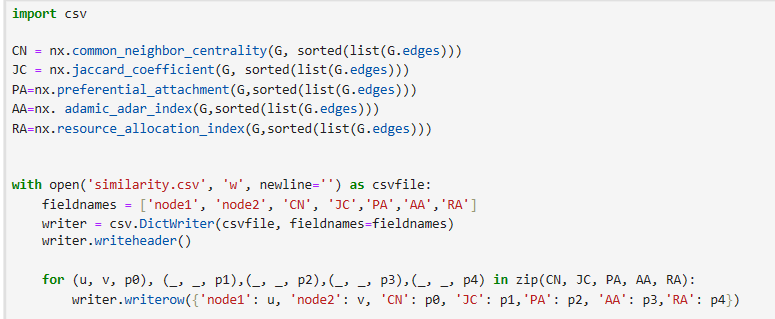 import csv

CN = nx.common_neighbor_centrality(G, sorted(list(G.edges)))
JC = nx.jaccard_coefficient(G, sorted(list(G.edges)))
PA=nx.preferential_attachment(G,sorted(list(G.edges)))
AA=nx. adamic_adar_index(G,sorted(list(G.edges)))
RA=nx.resource_allocation_index(G,sorted(list(G.edges)))

with open('similarity.csv', 'w', newline='') as csvfile:
    fieldnames = ['node1', 'node2', 'CN', 'JC','PA','AA','RA']
    writer = csv.DictWriter(csvfile, fieldnames=fieldnames)
    writer.writeheader()

    for (u, v, p0), (_, _, p1),(_, _, p2),(_, _, p3),(_, _, p4) in zip(CN, JC, PA, AA, RA):
        writer.writerow({'node1': u, 'node2': v, 'CN': p0, 'JC': p1,'PA': p2, 'AA': p3,'RA': p4})